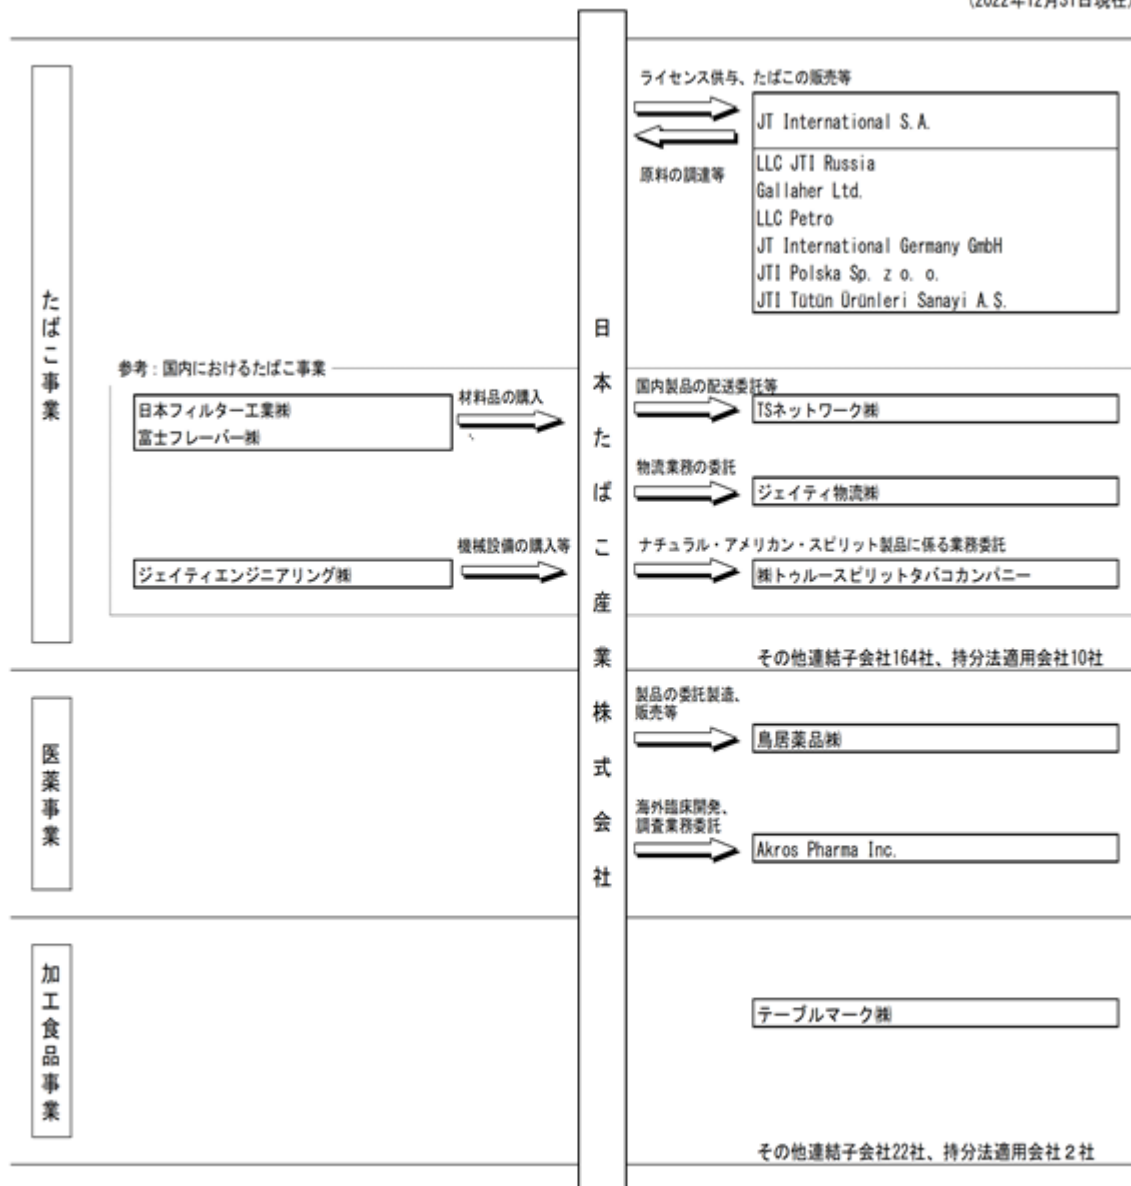 (2022年12月31日現在)
たばこ事業
ライセンス供与、たばこの販売等
JT International S.A.
原料の調達等
LLC JTI Russia
Gallaher Ltd.
LLC Petro
JT International Germany GmbH
JTI Polska Sp. z o. o.
JTI Tütün Ürünleri Sanayi A.Ş.
日本たばこ産業株式会社
参考:国内におけるたばこ事業
日本フィルター工業㈱
富士フレーバー㈱
材料品の購入
国内製品の配送委託等
TSネットワーク㈱
物流業務の委託
ジェイティ物流㈱
ジェイティエンジニアリング㈱
機械設備の購入等
ナチュラル・アメリカン・スピリット製品に係る業務委託
㈱トゥルースピリットタバコカンパニー
その他連結子会社164社、持分法適用会社10社
医薬事業
製品の委託製造、
販売等
鳥居薬品㈱
海外臨床開発、
調査業務委託
Akros Pharma Inc.
加工食品事業
テーブルマーク㈱
その他連結子会社22社、持分法適用会社2社